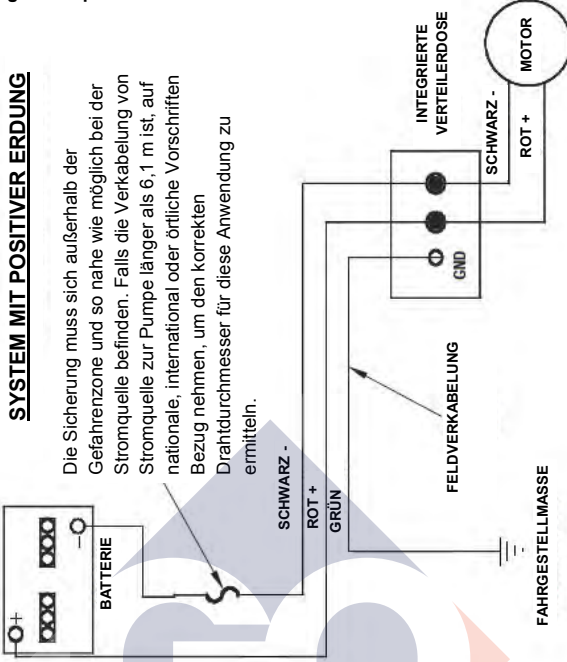 SYSTEM MIT POSITIVER ERDUNG
Die Sicherung muss sich außerhalb der
Gefahrenzone und so nahe wie möglich bei der
Stromquelle befinden. Falls die Verkabelung von
Stromquelle zur Pumpe länger als 6,1 m ist, auf
nationale, international oder örtliche Vorschriften
Bezug nehmen, um den korrekten
Drahtdurchmesser für diese Anwendung zu
ermitteln.
+
-
BATTERIE
SCHWARZ -
ROT +
GRÜN
INTEGRIERTE
VERTEILERDOSE
GND
SCHWARZ -
ROT +
MOTOR
FELDVERKABELUNG
FAHRGESTELLMASSE